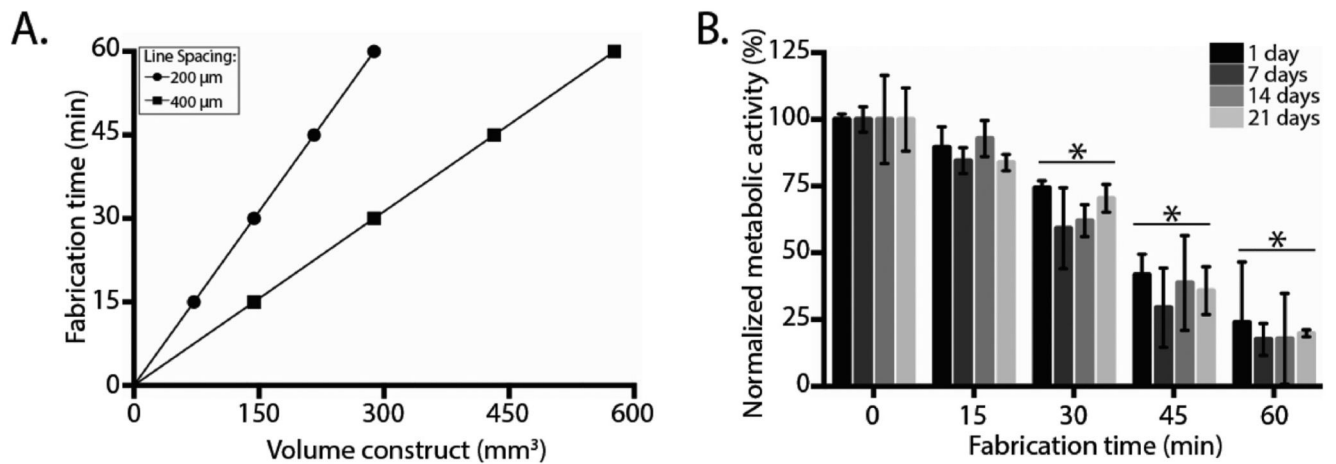 A.
Fabrication time (min)
60
45
30
15
0
Line Spacing:
200 µm
400 µm
0 150 300 450 600
Volume construct (mm³)
B.
Normalized metabolic activity (%)
125
100
75
50
25
0
1 day
7 days
14 days
21 days
*
*
*
0 15 30 45 60
Fabrication time (min)